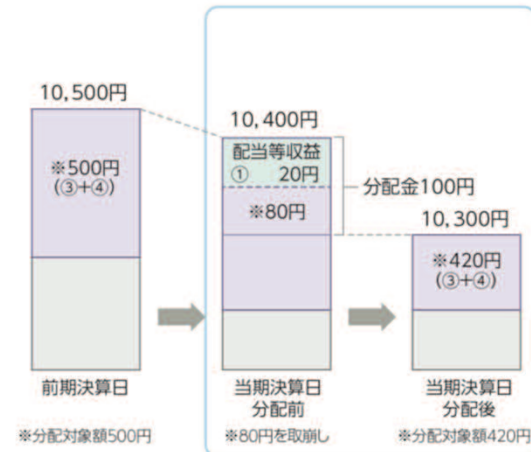 10,500円
※500円
(③+④)
前期決算日
※分配対象額500円
10,400円
配当等収益
① 20円
※80円
分配金100円
当期決算日
分配前
※80円を取崩し
10,300円
※420円
(③+④)
当期決算日
分配後
※分配対象額420円